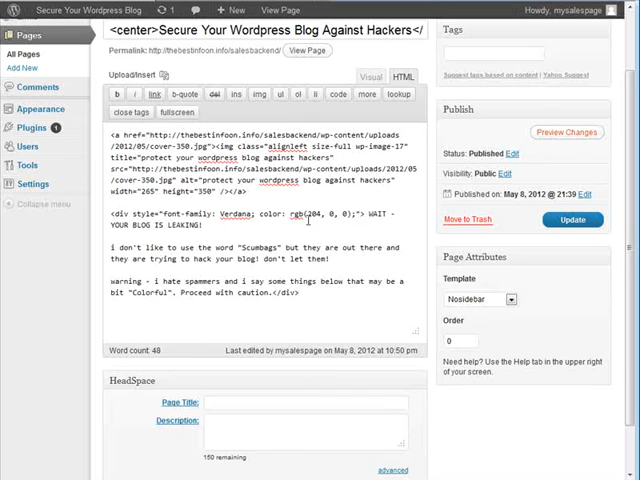 Secure Your Wordpress Blog
1
New
View Page
Howdy, mysalespage
Pages
All Pages
Add New
Comments
Appearance
Plugins 1
Users
Tools
Settings
Collapse menu
<center>Secure Your Wordpress Blog Against Hackers</
Permalink: http://thebestinfoon.info/salesbackend/
View Page
Upload/Insert
Visual
HTML
b
i
link
b-quote
del
ins
img
ul
ol
li
code
more
lookup
close tags
fullscreen
<a href="http://thebestinfoon.info/salesbackend/wp-content/uploads
/2012/05/cover-350.jpg"><img class="alignleft size-full wp-image-17"
title="protect your wordpress blog against hackers"
src="http://thebestinfoon.info/salesbackend/wp-content/uploads/2012/05
/cover-350.jpg" alt="protect your wordpress blog against hackers"
width="265" height="350" /></a>
<div style="font-family: Verdana; color: rgb(204, 0, 0);"> WAIT -
YOUR BLOG IS LEAKING!
i don't like to use the word "Scumbags" but they are out there and
they are trying to hack your blog! don't let them!
warning - i hate spammers and i say some things below that may be a
bit "Colorful". Proceed with caution.</div>
Word count: 48
Last edited by mysalespage on May 8, 2012 at 10:50 pm
HeadSpace
Page Title:
Description:
150 remaining
advanced
Tags
Suggest tags based on content | Yahoo Suggest
Publish
Preview Changes
Status: Published Edit
Visibility: Public Edit
Published on: May 8, 2012 @ 21:39 Edit
Move to Trash
Update
Page Attributes
Template
Nosidebar
Order
0
Need help? Use the Help tab in the upper right
of your screen.